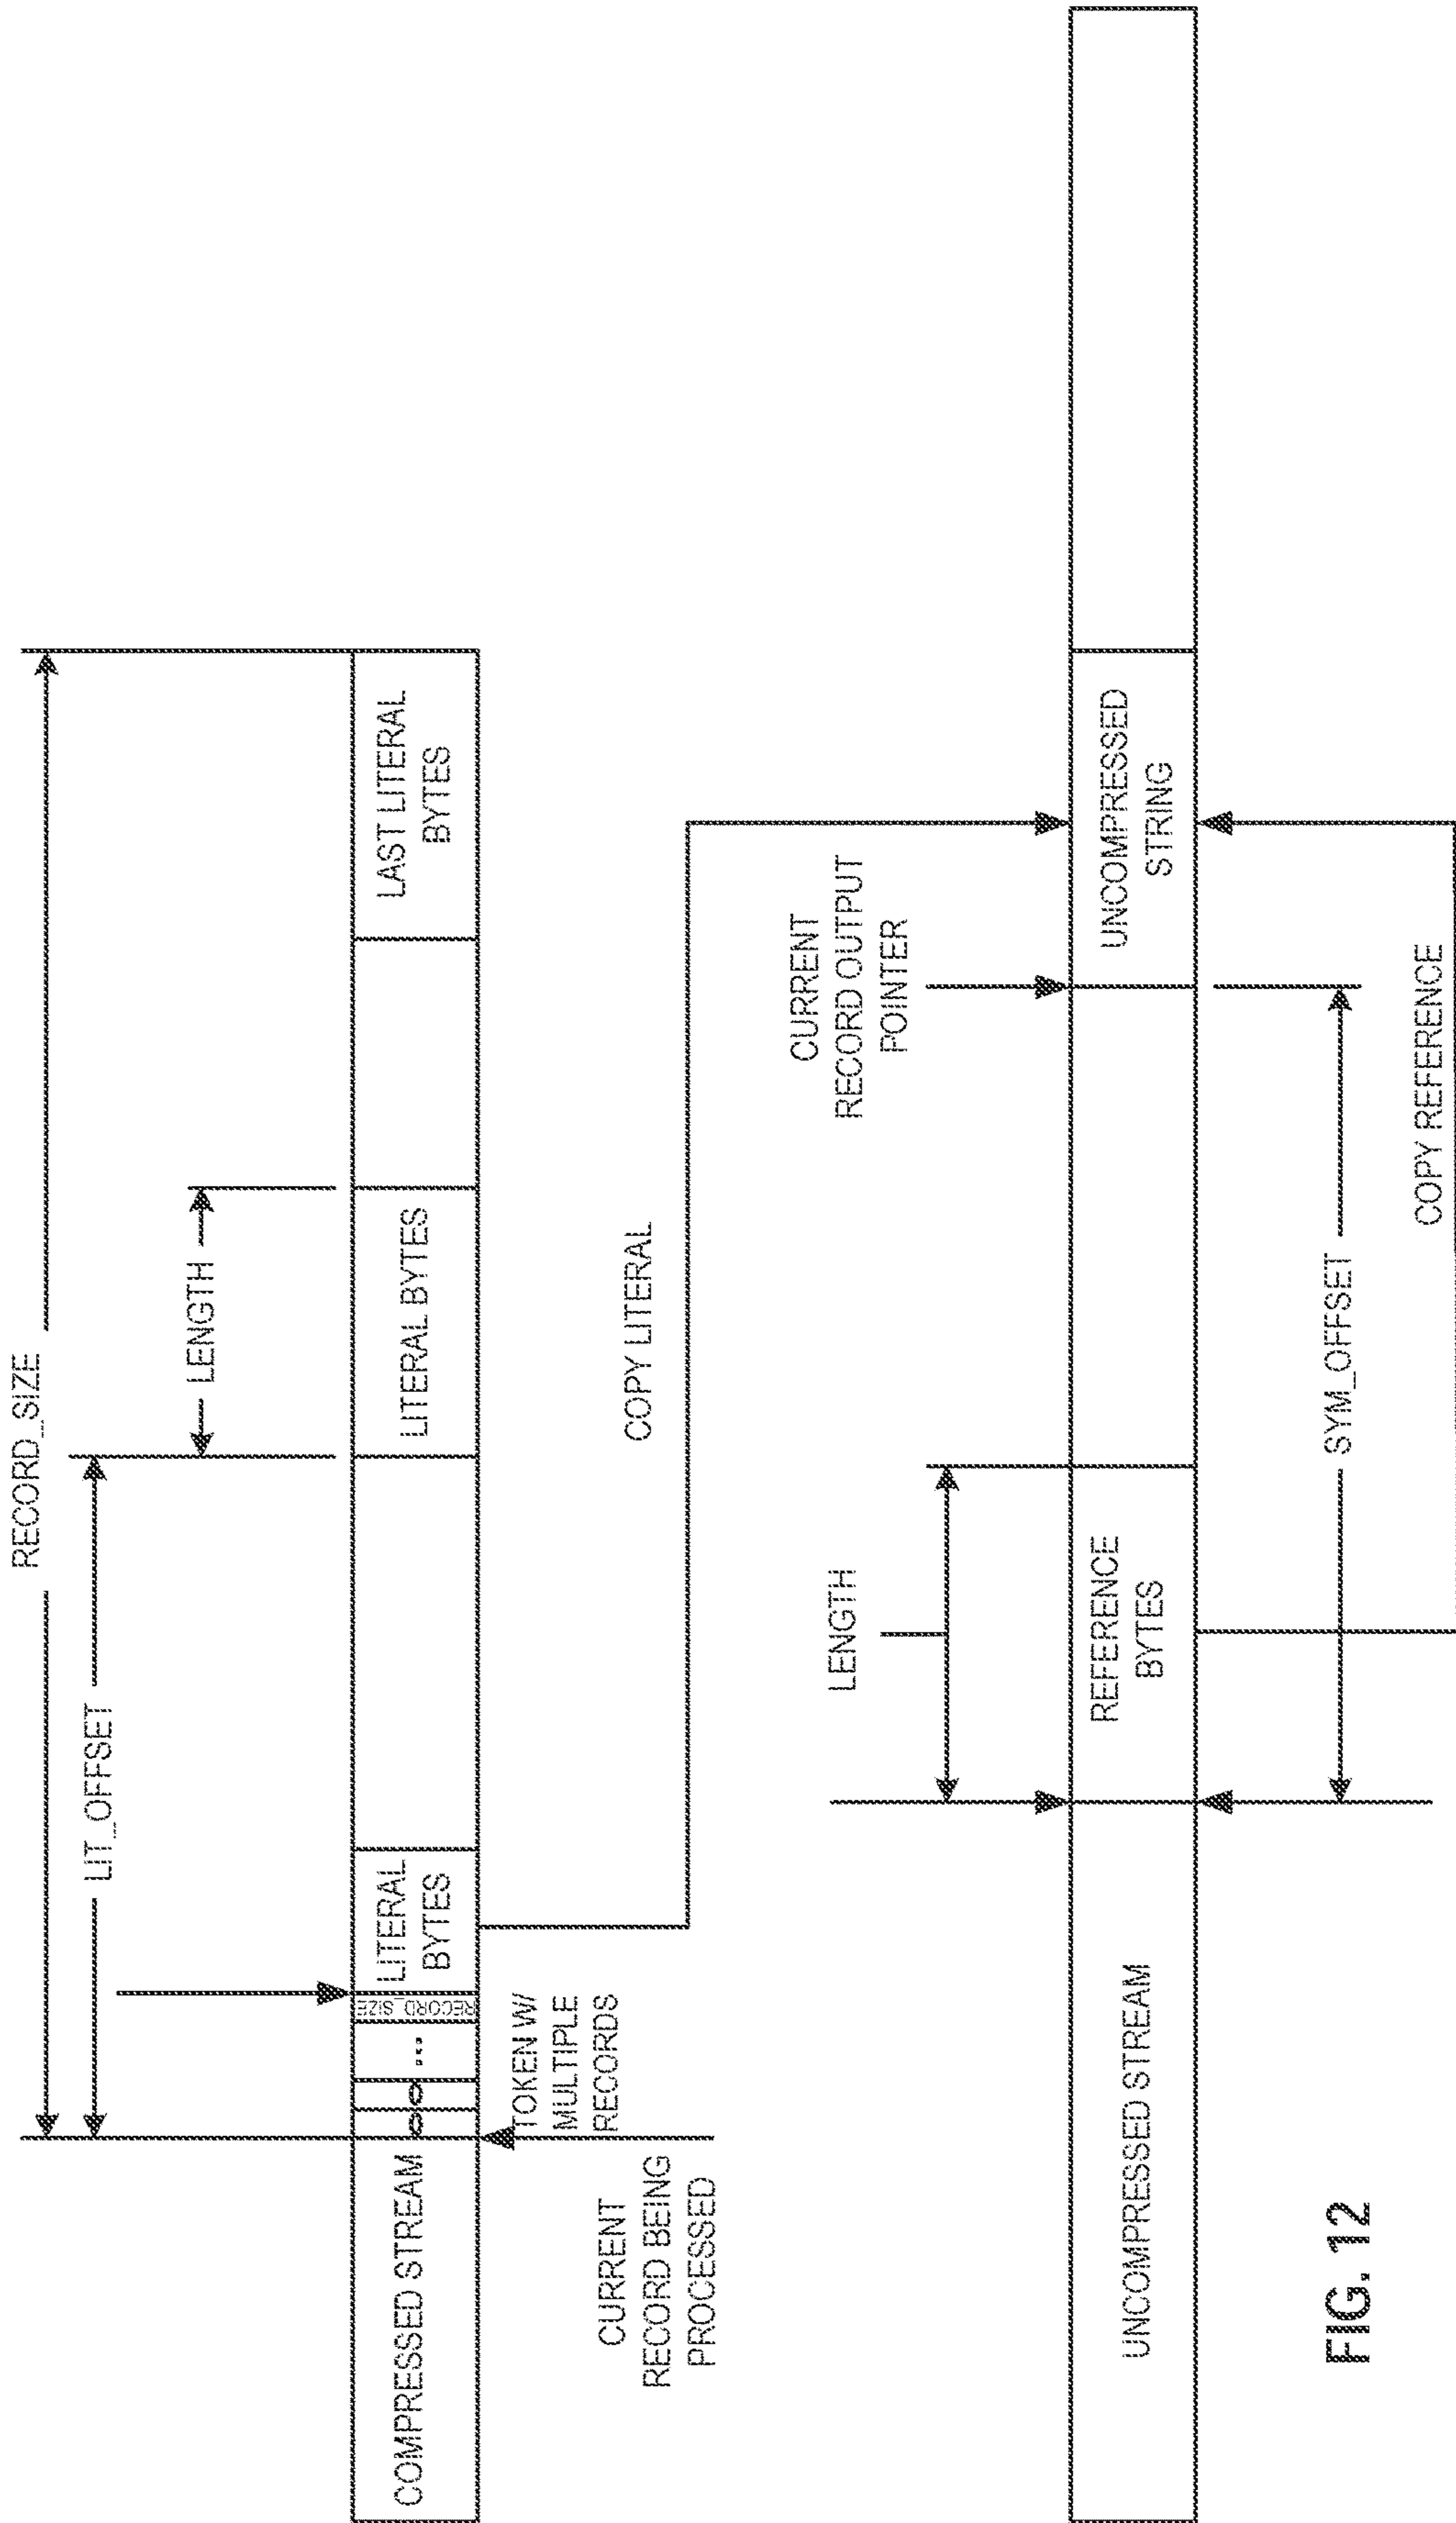 RECORD_SIZE
LIT_OFFSET
LENGTH
COMPRESSED STREAM
...
RECORD_SIZE
LITERAL
BYTES
LITERAL BYTES
LAST LITERAL
BYTES
TOKEN W/
MULTIPLE
RECORDS
CURRENT
RECORD BEING
PROCESSED
COPY LITERAL
CURRENT
RECORD OUTPUT
POINTER
LENGTH
UNCOMPRESSED STREAM
REFERENCE
BYTES
UNCOMPRESSED
STRING
SYM_OFFSET
COPY REFERENCE
FIG. 12